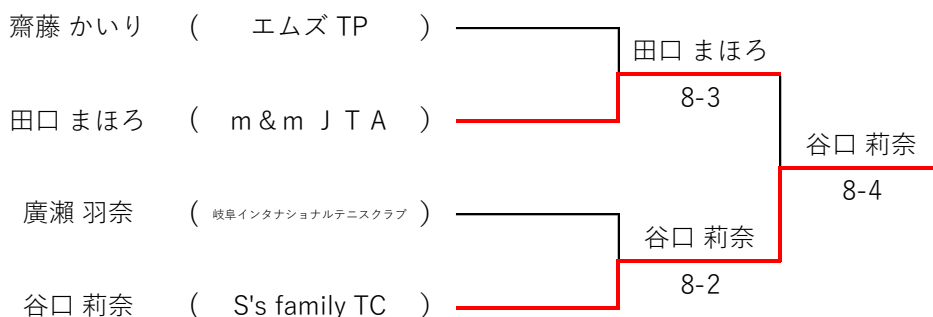 齋藤 かいり ( エムズ TP )
田口 まほろ
8-3
田口 まほろ ( m&m JTA )
谷口 莉奈
8-4
廣瀬 羽奈 ( 岐阜インタナショナルテニスクラブ )
谷口 莉奈
8-2
谷口 莉奈 ( S's family TC )